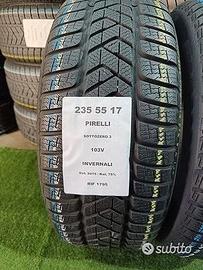 235 55 17
PIRELLI
SOTTOZERO 3
103V
INVERNALI
RIF 1795
subito